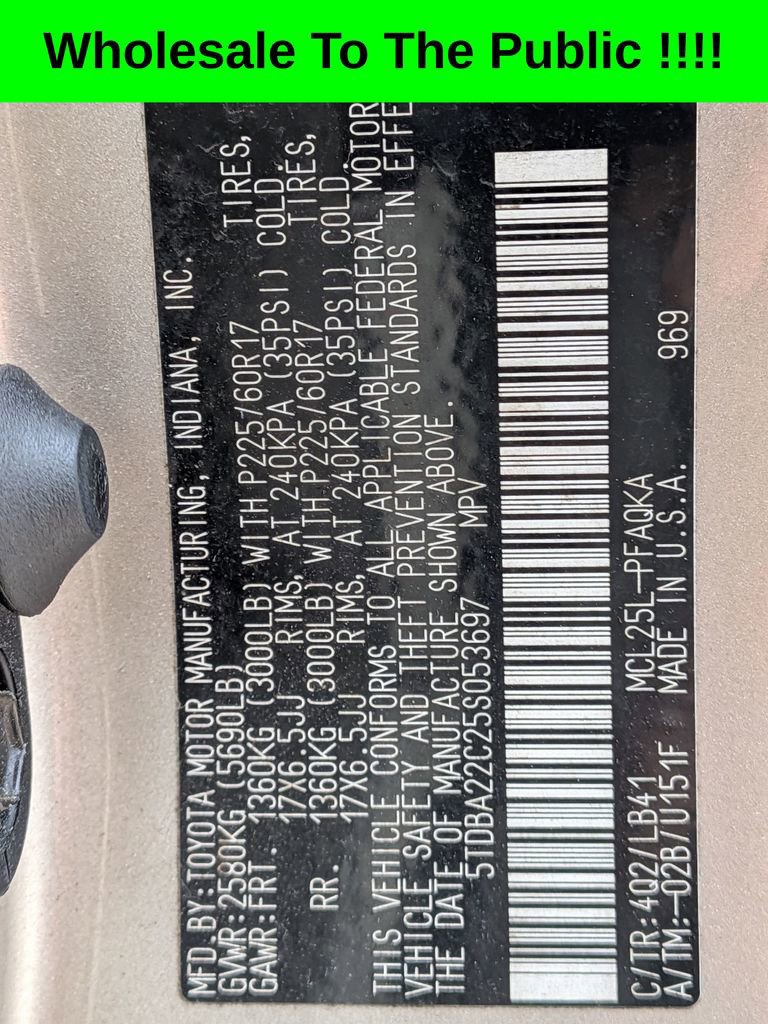 Wholesale To The Public !!!!
MFD.BY:TOYOTA MOTOR MANUFACTURING, INDIANA, INC.
GVWR:2580KG (5690LB)
GAWR:FRT. 1360KG (3000LB) WITH P225/60R17 TIRES,
17X6.5JJ RIMS, AT 240KPA (35PSI) COLD.
RR. 1360KG (3000LB) WITH P225/60R17 TIRES,
17X6.5JJ RIMS, AT 240KPA (35PSI) COLD.
THIS VEHICLE CONFORMS TO ALL APPLICABLE FEDERAL MOTOR
VEHICLE SAFETY AND THEFT PREVENTION STANDARDS IN EFFE
THE DATE OF MANUFACTURE SHOWN ABOVE.
5TDBA22C25S053697 MPV
C/TR:4Q2/LB41 MCL25L-PFAQKA
A/TM:-02B/U151F MADE IN U.S.A. 969